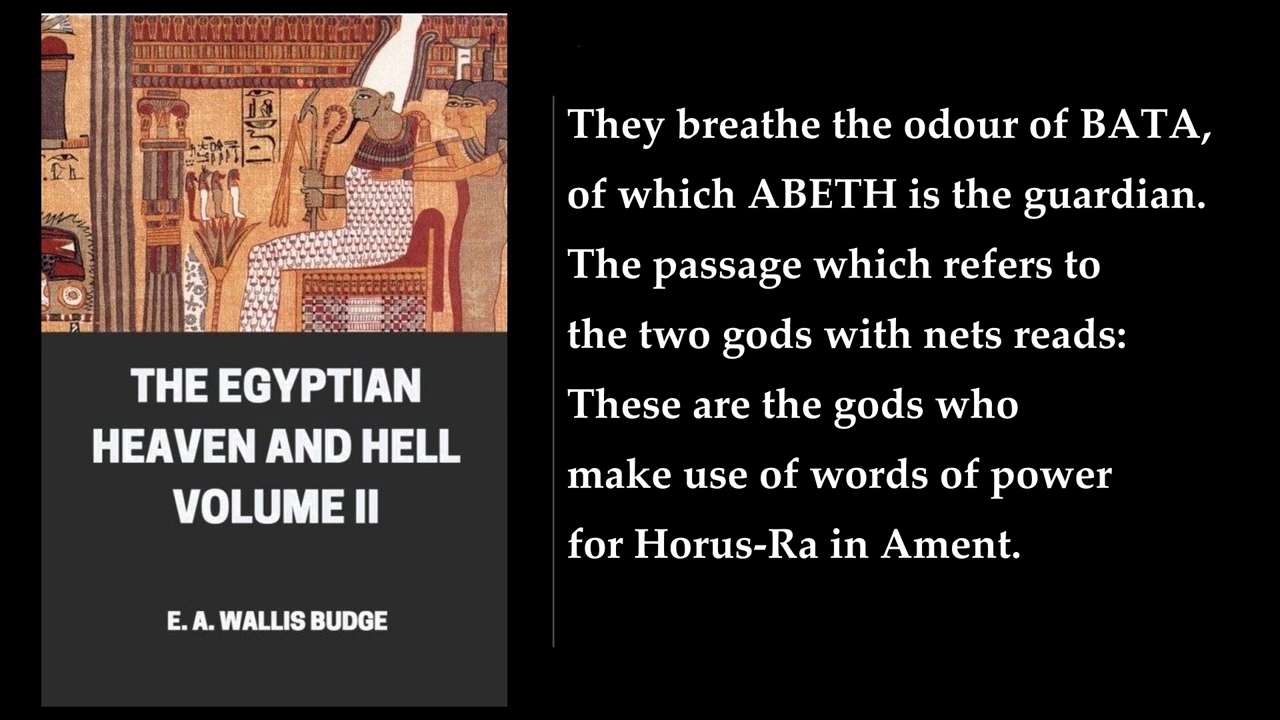 THE EGYPTIAN
HEAVEN AND HELL
VOLUME II
E. A. WALLIS BUDGE
They breathe the odour of BATA,
of which ABETH is the guardian.
The passage which refers to
the two gods with nets reads:
These are the gods who
make use of words of power
for Horus-Ra in Ament.